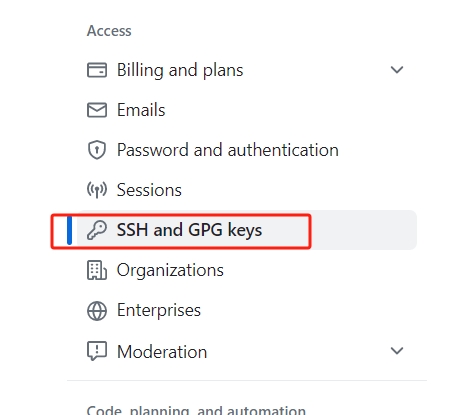 Access
Billing and plans
Emails
Password and authentication
Sessions
SSH and GPG keys
Organizations
Enterprises
Moderation
Code, planning, and automation